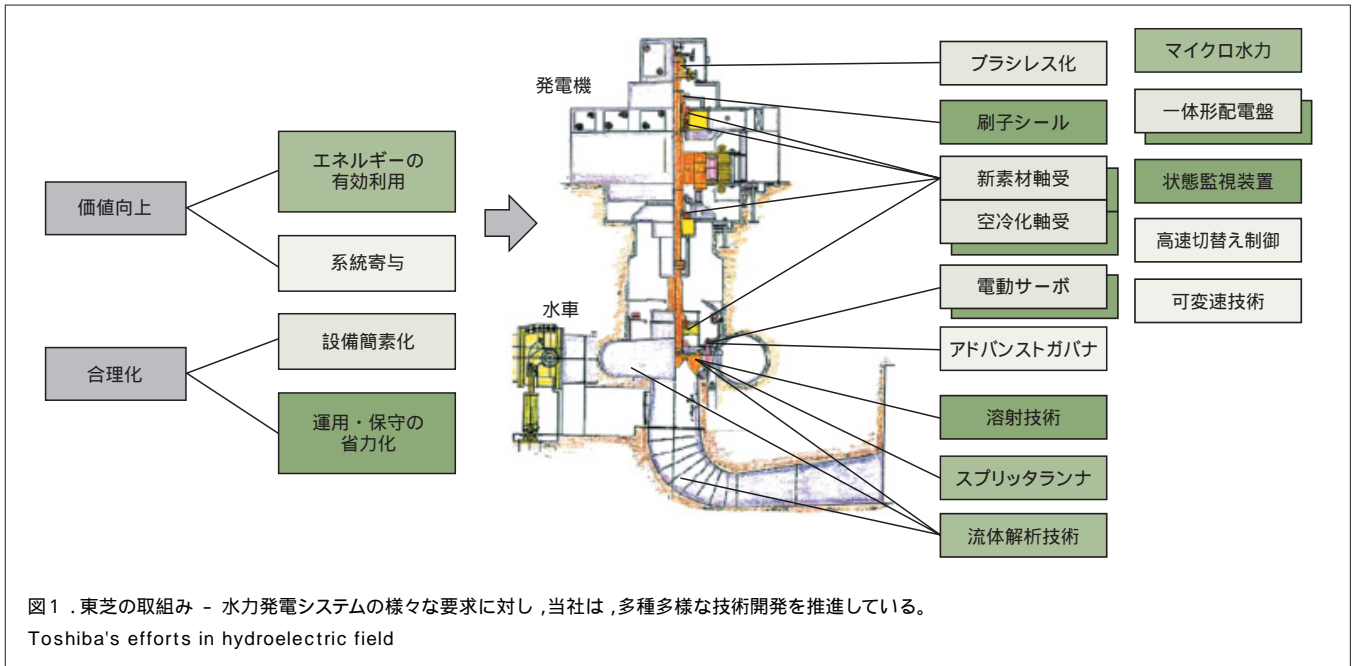 価値向上
合理化
エネルギーの
有効利用
系統寄与
設備簡素化
運用・保守の
省力化
発電機
水車
ブラシレス化
刷子シール
新素材軸受
空冷化軸受
電動サーボ
アドバンストガバナ
溶射技術
スプリッタランナ
流体解析技術
マイクロ水力
一体形配電盤
状態監視装置
高速切替え制御
可変速技術
図1．東芝の取組み － 水力発電システムの様々な要求に対し，当社は，多種多様な技術開発を推進している。
Toshiba's efforts in hydroelectric field